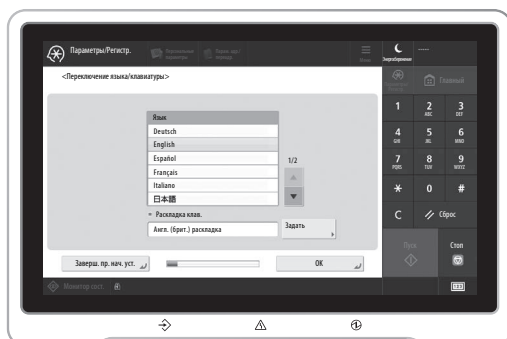 Параметры/Регистр.
Меню
Энергосбережение
-----
<Переключение языка/клавиатуры>
Главный
Язык
Deutsch
English
Español
Français
Italiano
日本語
1/2
Раскладка клав.
Англ. (брит.) раскладка
Задать
Заверш. пр. нач. уст.
OK
Монитор сост.
1
2 ABC
3 DEF
4 GHI
5 JKL
6 MNO
7 PQRS
8 TUV
9 WXYZ
* 0 #
C
Сброс
Пуск
Стоп